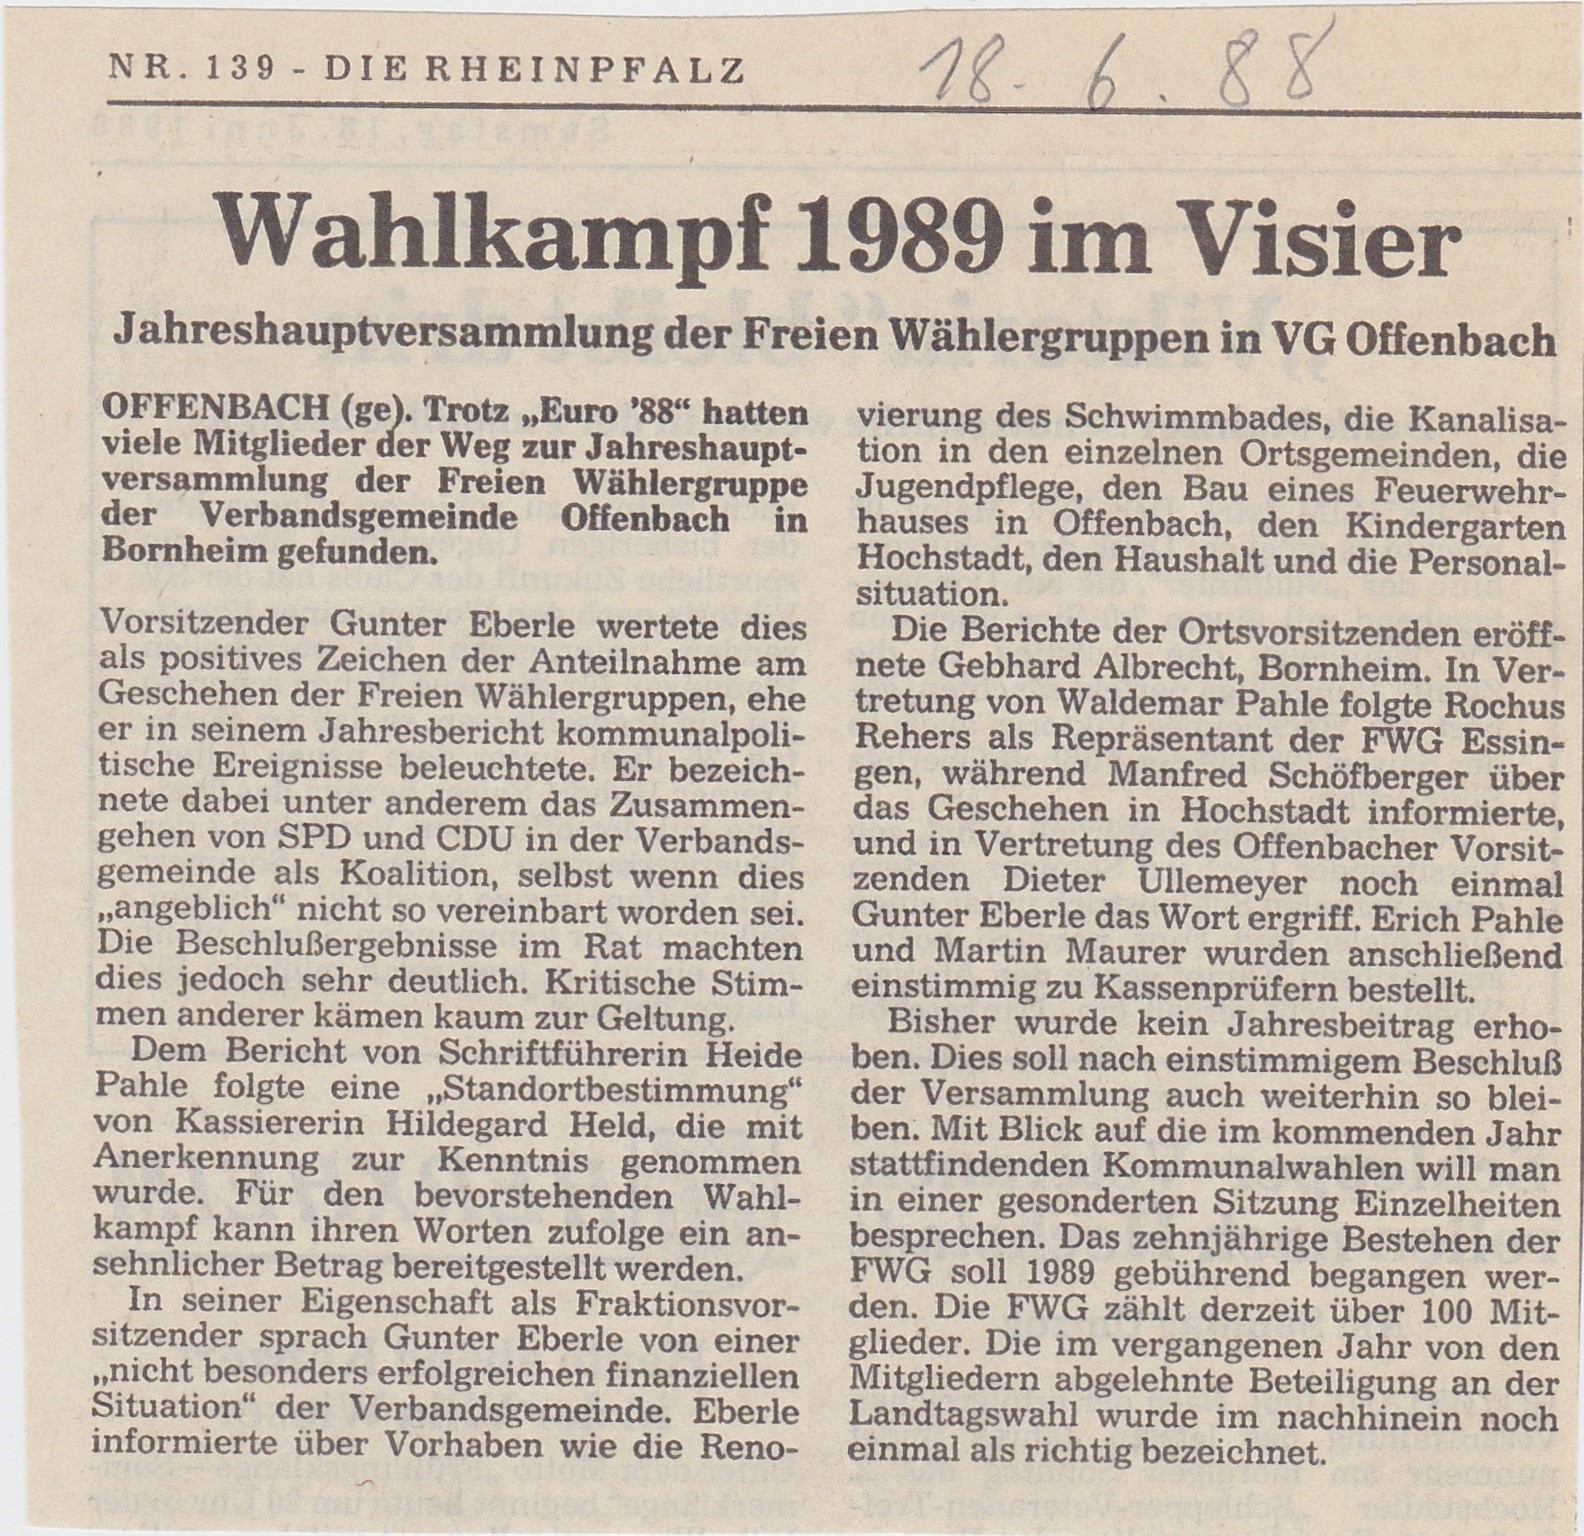 NR. 139 - DIE RHEINPFALZ
18. 6. 88
Wahlkampf 1989 im Visier
Jahreshauptversammlung der Freien Wählergruppen in VG Offenbach
OFFENBACH (ge). Trotz „Euro ’88“ hatten
viele Mitglieder der Weg zur Jahreshaupt-
versammlung der Freien Wählergruppe
der Verbandsgemeinde Offenbach in
Bornheim gefunden.
Vorsitzender Gunter Eberle wertete dies
als positives Zeichen der Anteilnahme am
Geschehen der Freien Wählergruppen, ehe
er in seinem Jahresbericht kommunalpoli-
tische Ereignisse beleuchtete. Er bezeich-
nete dabei unter anderem das Zusammen-
gehen von SPD und CDU in der Verbands-
gemeinde als Koalition, selbst wenn dies
„angeblich“ nicht so vereinbart worden sei.
Die Beschlußergebnisse im Rat machten
dies jedoch sehr deutlich. Kritische Stim-
men anderer kämen kaum zur Geltung.
Dem Bericht von Schriftführerin Heide
Pahle folgte eine „Standortbestimmung“
von Kassiererin Hildegard Held, die mit
Anerkennung zur Kenntnis genommen
wurde. Für den bevorstehenden Wahl-
kampf kann ihren Worten zufolge ein an-
sehnlicher Betrag bereitgestellt werden.
In seiner Eigenschaft als Fraktionsvor-
sitzender sprach Gunter Eberle von einer
„nicht besonders erfolgreichen finanziellen
Situation“ der Verbandsgemeinde. Eberle
informierte über Vorhaben wie die Reno-
vierung des Schwimmbades, die Kanalisa-
tion in den einzelnen Ortsgemeinden, die
Jugendpflege, den Bau eines Feuerwehr-
hauses in Offenbach, den Kindergarten
Hochstadt, den Haushalt und die Personal-
situation.
Die Berichte der Ortsvorsitzenden eröff-
nete Gebhard Albrecht, Bornheim. In Ver-
tretung von Waldemar Pahle folgte Rochus
Rehers als Repräsentant der FWG Essin-
gen, während Manfred Schöfberger über
das Geschehen in Hochstadt informierte,
und in Vertretung des Offenbacher Vorsit-
zenden Dieter Ullemeyer noch einmal
Gunter Eberle das Wort ergriff. Erich Pahle
und Martin Maurer wurden anschließend
einstimmig zu Kassenprüfern bestellt.
Bisher wurde kein Jahresbeitrag erho-
ben. Dies soll nach einstimmigem Beschluß
der Versammlung auch weiterhin so blei-
ben. Mit Blick auf die im kommenden Jahr
stattfindenden Kommunalwahlen will man
in einer gesonderten Sitzung Einzelheiten
besprechen. Das zehnjährige Bestehen der
FWG soll 1989 gebührend begangen wer-
den. Die FWG zählt derzeit über 100 Mit-
glieder. Die im vergangenen Jahr von den
Mitgliedern abgelehnte Beteiligung an der
Landtagswahl wurde im nachhinein noch
einmal als richtig bezeichnet.